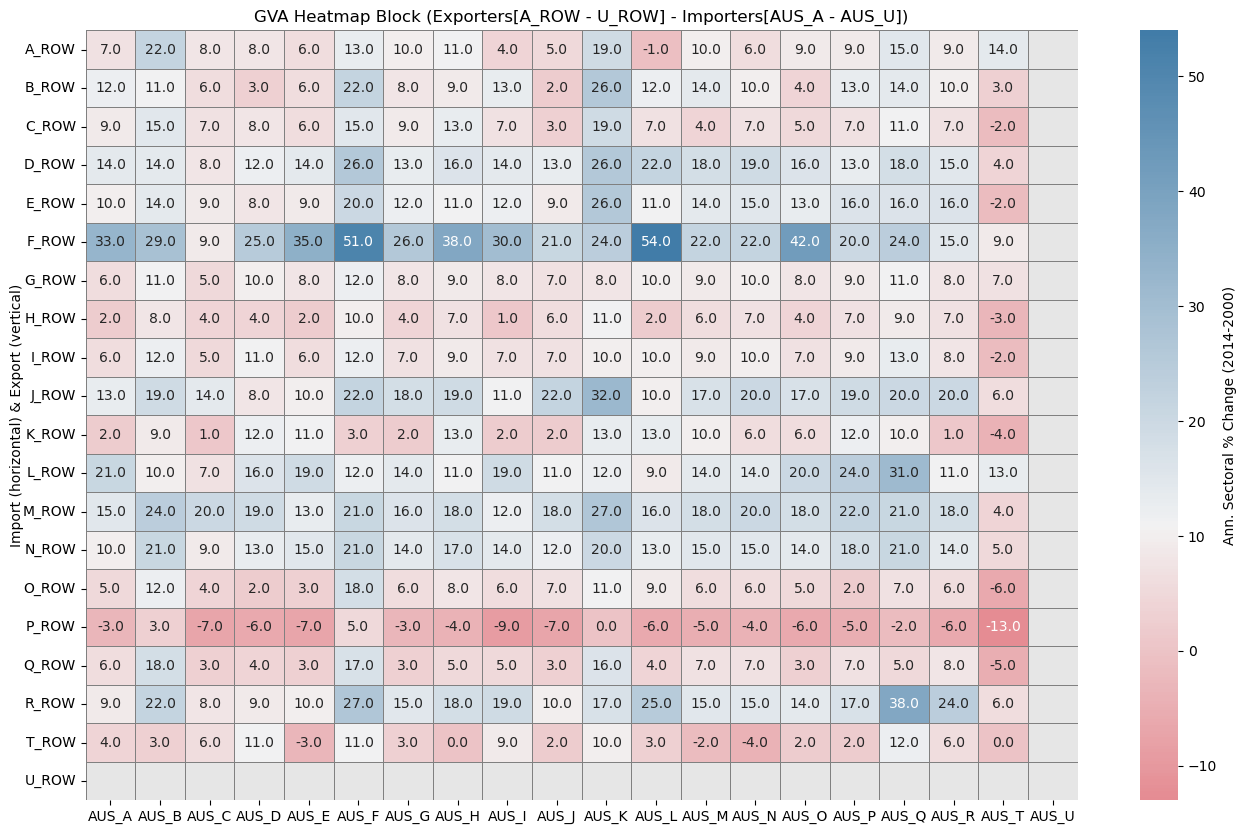 GVA Heatmap Block (Exporters[A_ROW - U_ROW] - Importers[AUS_A - AUS_U])
Import (horizontal) & Export (vertical)
A_ROW 7.0 22.0 8.0 8.0 6.0 13.0 10.0 11.0 4.0 5.0 19.0 -1.0 10.0 6.0 9.0 9.0 15.0 9.0 14.0
B_ROW 12.0 11.0 6.0 3.0 6.0 22.0 8.0 9.0 13.0 2.0 26.0 12.0 14.0 10.0 4.0 13.0 14.0 10.0 3.0
C_ROW 9.0 15.0 7.0 8.0 6.0 15.0 9.0 13.0 7.0 3.0 19.0 7.0 4.0 7.0 5.0 7.0 11.0 7.0 -2.0
D_ROW 14.0 14.0 8.0 12.0 14.0 26.0 13.0 16.0 14.0 13.0 26.0 22.0 18.0 19.0 16.0 13.0 18.0 15.0 4.0
E_ROW 10.0 14.0 9.0 8.0 9.0 20.0 12.0 11.0 12.0 9.0 26.0 11.0 14.0 15.0 13.0 16.0 16.0 16.0 -2.0
F_ROW 33.0 29.0 9.0 25.0 35.0 51.0 26.0 38.0 30.0 21.0 24.0 54.0 22.0 22.0 42.0 20.0 24.0 15.0 9.0
G_ROW 6.0 11.0 5.0 10.0 8.0 12.0 8.0 9.0 8.0 7.0 8.0 10.0 9.0 10.0 8.0 9.0 11.0 8.0 7.0
H_ROW 2.0 8.0 4.0 4.0 2.0 10.0 4.0 7.0 1.0 6.0 11.0 2.0 6.0 7.0 4.0 7.0 9.0 7.0 -3.0
I_ROW 6.0 12.0 5.0 11.0 6.0 12.0 7.0 9.0 7.0 7.0 10.0 10.0 9.0 10.0 7.0 9.0 13.0 8.0 -2.0
J_ROW 13.0 19.0 14.0 8.0 10.0 22.0 18.0 19.0 11.0 22.0 32.0 10.0 17.0 20.0 17.0 19.0 20.0 20.0 6.0
K_ROW 2.0 9.0 1.0 12.0 11.0 3.0 2.0 13.0 2.0 2.0 13.0 13.0 10.0 6.0 6.0 12.0 10.0 1.0 -4.0
L_ROW 21.0 10.0 7.0 16.0 19.0 12.0 14.0 11.0 19.0 11.0 12.0 9.0 14.0 14.0 20.0 24.0 31.0 11.0 13.0
M_ROW 15.0 24.0 20.0 19.0 13.0 21.0 16.0 18.0 12.0 18.0 27.0 16.0 18.0 20.0 18.0 22.0 21.0 18.0 4.0
N_ROW 10.0 21.0 9.0 13.0 15.0 21.0 14.0 17.0 14.0 12.0 20.0 13.0 15.0 15.0 14.0 18.0 21.0 14.0 5.0
O_ROW 5.0 12.0 4.0 2.0 3.0 18.0 6.0 8.0 6.0 7.0 11.0 9.0 6.0 6.0 5.0 2.0 7.0 6.0 -6.0
P_ROW -3.0 3.0 -7.0 -6.0 -7.0 5.0 -3.0 -4.0 -9.0 -7.0 0.0 -6.0 -5.0 -4.0 -6.0 -5.0 -2.0 -6.0 -13.0
Q_ROW 6.0 18.0 3.0 4.0 3.0 17.0 3.0 5.0 5.0 3.0 16.0 4.0 7.0 7.0 3.0 7.0 5.0 8.0 -5.0
R_ROW 9.0 22.0 8.0 9.0 10.0 27.0 15.0 18.0 19.0 10.0 17.0 25.0 15.0 15.0 14.0 17.0 38.0 24.0 6.0
T_ROW 4.0 3.0 6.0 11.0 -3.0 11.0 3.0 0.0 9.0 2.0 10.0 3.0 -2.0 -4.0 2.0 2.0 12.0 6.0 0.0
U_ROW
AUS_A AUS_B AUS_C AUS_D AUS_E AUS_F AUS_G AUS_H AUS_I AUS_J AUS_K AUS_L AUS_M AUS_N AUS_O AUS_P AUS_Q AUS_R AUS_T AUS_U
50
40
30
20
10
0
−10
Ann. Sectoral % Change (2014-2000)